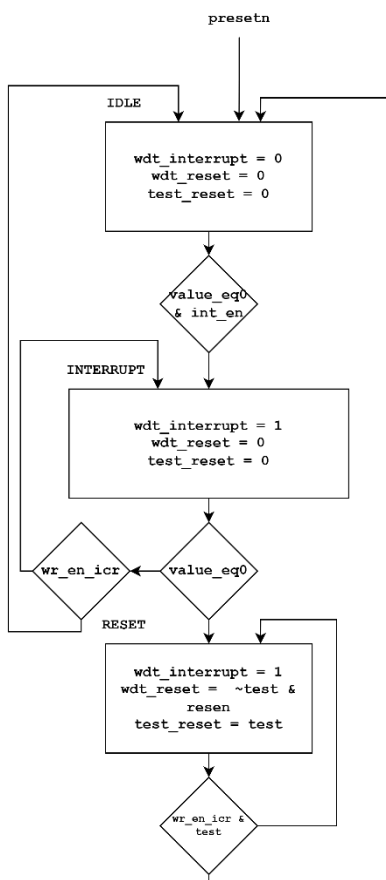 presetn
IDLE
wdt_interrupt = 0
wdt_reset = 0
test_reset = 0
value_eq0
& int_en
INTERRUPT
wdt_interrupt = 1
wdt_reset = 0
test_reset = 0
wr_en_icr
value_eq0
RESET
wdt_interrupt = 1
wdt_reset = ~test &
resen
test_reset = test
wr_en_icr &
test